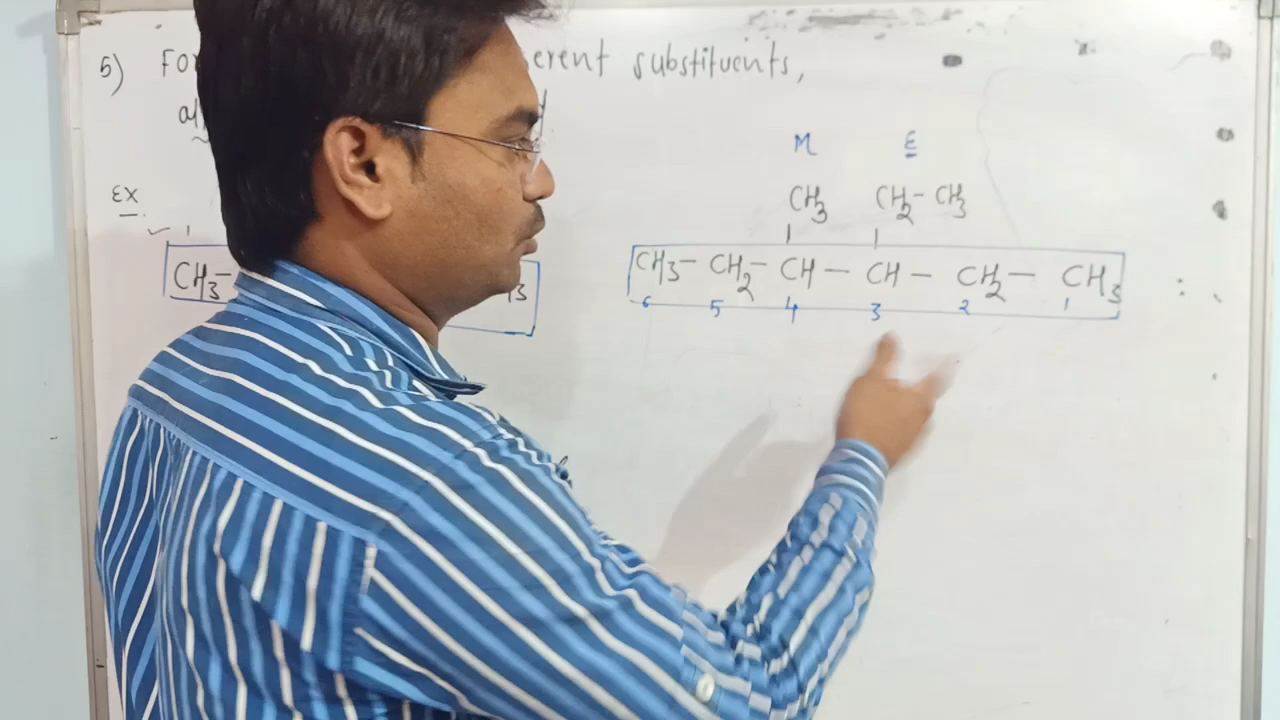 5) For erent substituents,
M E
Ex
CH3 CH2- CH3
CH3-
CH3- CH2- CH - CH - CH2 - CH3 :
6 5 4 3 2 1